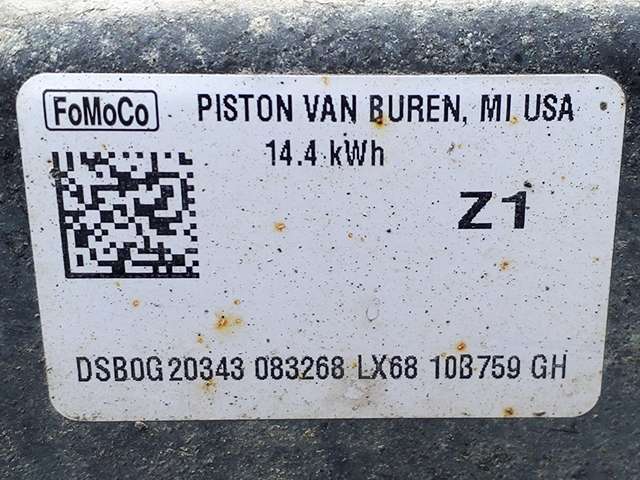 FoMoCo PISTON VAN BUREN, MI USA
14.4 kWh
Z1
DSB0G 20343 083268 LX68 10B759 GH